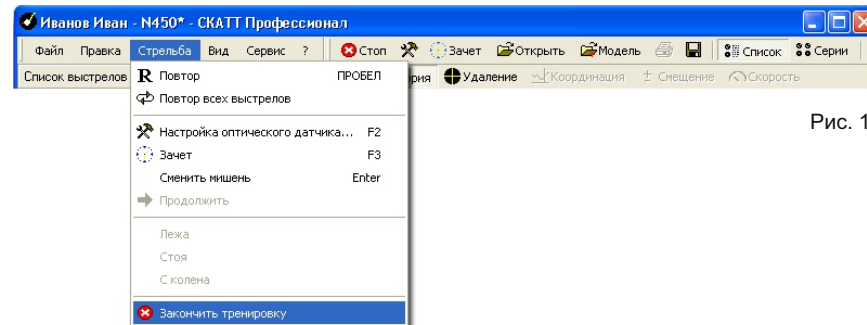 Иванов Иван - N450* - СКАТТ Профессионал
Файл Правка Стрельба Вид Сервис ? Стоп Зачет Открыть Модель Список Серии
Список выстрелов Удаление Координация ± Смещение Скорость
R Повтор ПРОБЕЛ
Повтор всех выстрелов
Рис. 1
Настройка оптического датчика... F2
Зачет F3
Сменить мишень Enter
Продолжить
Лежа
Стоя
С колена
Закончить тренировку